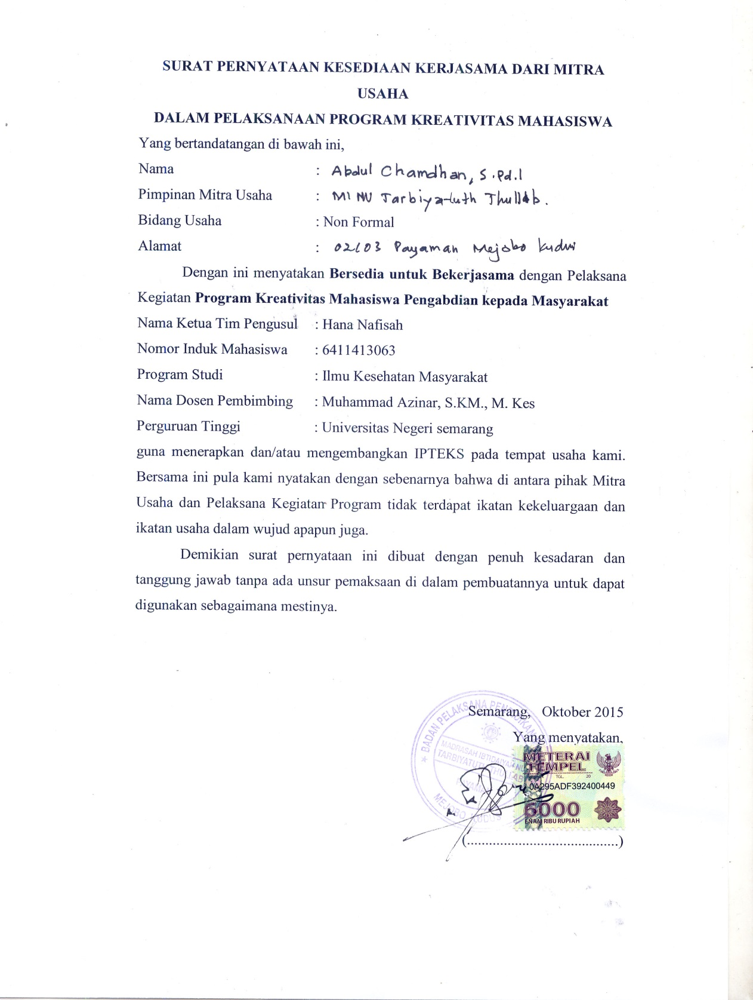 SURAT PERNYATAAN KESEDIAAN KERJASAMA DARI MITRA
USAHA
DALAM PELAKSANAAN PROGRAM KREATIVITAS MAHASISWA
Yang bertandatangan di bawah ini,
Nama : Abdul Chamdhan, S.Pd.I
Pimpinan Mitra Usaha : MI NU Tarbiya-tuth Thullab.
Bidang Usaha : Non Formal
Alamat : 02/03 Payaman Mejobo Kudus
Dengan ini menyatakan Bersedia untuk Bekerjasama dengan Pelaksana
Kegiatan Program Kreativitas Mahasiswa Pengabdian kepada Masyarakat
Nama Ketua Tim Pengusul : Hana Nafisah
Nomor Induk Mahasiswa : 6411413063
Program Studi : Ilmu Kesehatan Masyarakat
Nama Dosen Pembimbing : Muhammad Azinar, S.KM., M. Kes
Perguruan Tinggi : Universitas Negeri semarang
guna menerapkan dan/atau mengembangkan IPTEKS pada tempat usaha kami.
Bersama ini pula kami nyatakan dengan sebenarnya bahwa di antara pihak Mitra
Usaha dan Pelaksana Kegiatan Program tidak terdapat ikatan kekeluargaan dan
ikatan usaha dalam wujud apapun juga.
Demikian surat pernyataan ini dibuat dengan penuh kesadaran dan
tanggung jawab tanpa ada unsur pemaksaan di dalam pembuatannya untuk dapat
digunakan sebagaimana mestinya.
Semarang, Oktober 2015
Yang menyatakan,
BADAN PELAKSANA PENDIDIKAN
MADRASAH IBTIDAIYAH NU
TARBIYATUTH THULLAB
PAYAMAN
MEJOBO KUDUS
METERAI
TEMPEL
TGL. 20
0A295ADF392400449
6000
ENAM RIBU RUPIAH
(.........................................)